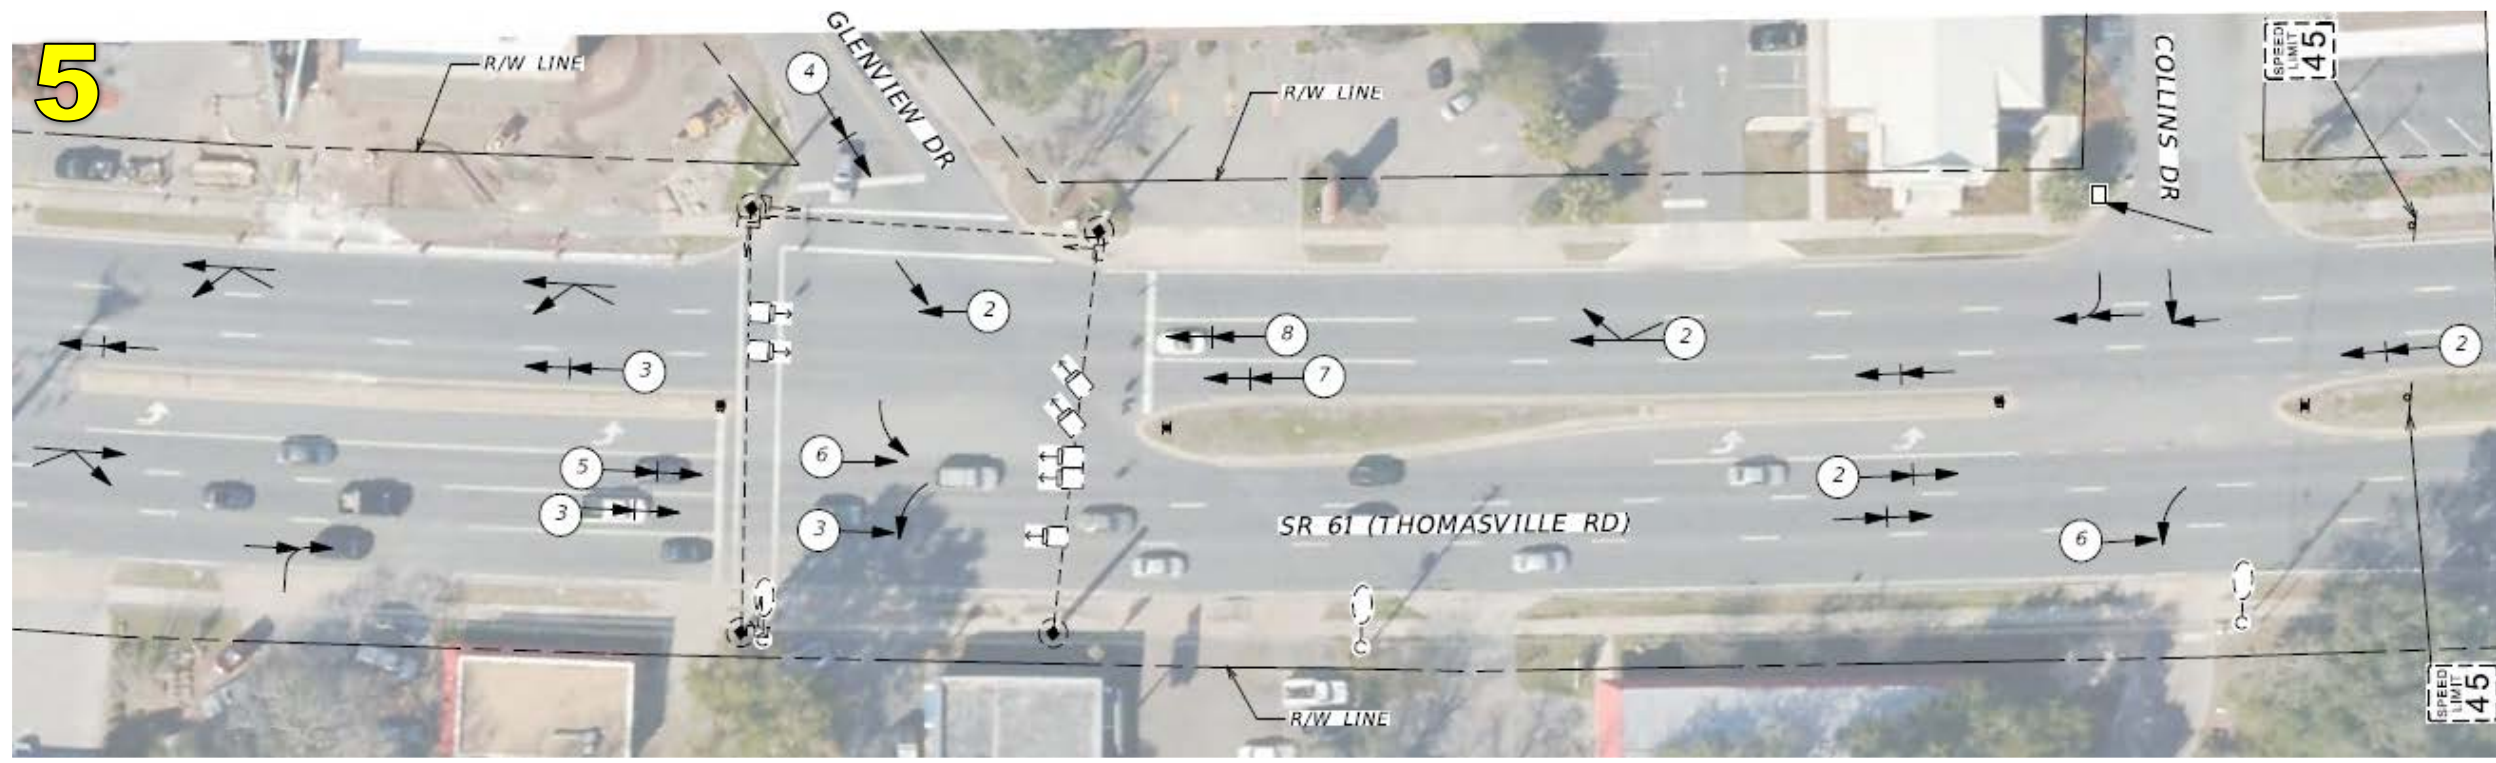 5
R/W LINE
GLENVIEW DR
4
R/W LINE
COLLINS DR
SPEED
LIMIT
45
2
8
2
2
3
7
5
6
2
3
3
SR 61 (THOMASVILLE RD)
6
R/W LINE
SPEED
LIMIT
45